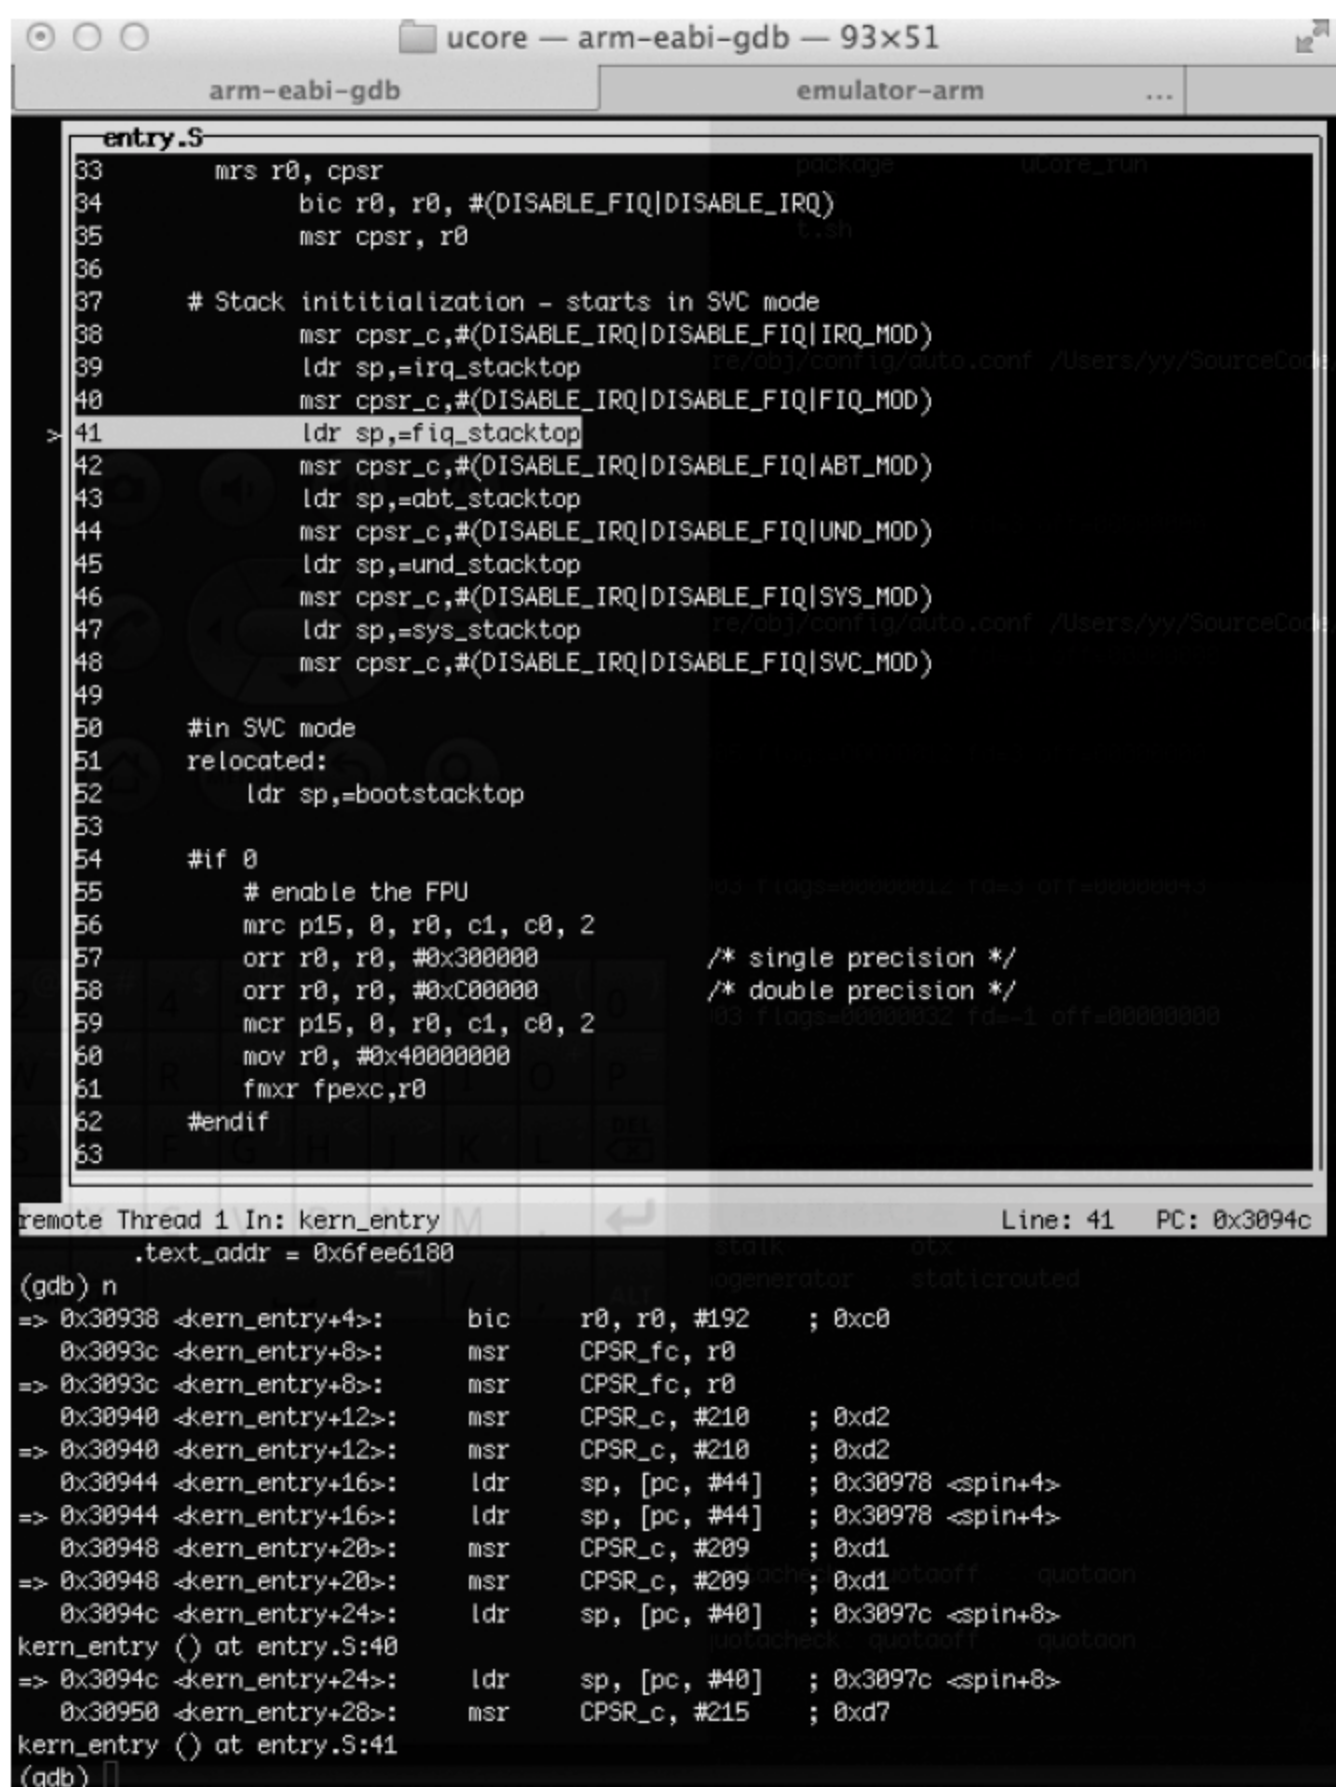 ucore — arm-eabi-gdb — 93×51
arm-eabi-gdb emulator-arm ...
entry.S
33 mrs r0, cpsr
34 bic r0, r0, #(DISABLE_FIQ|DISABLE_IRQ)
35 msr cpsr, r0
36
37 # Stack inititialization - starts in SVC mode
38 msr cpsr_c,#(DISABLE_IRQ|DISABLE_FIQ|IRQ_MOD)
39 ldr sp,=irq_stacktop
40 msr cpsr_c,#(DISABLE_IRQ|DISABLE_FIQ|FIQ_MOD)
> 41 ldr sp,=fiq_stacktop
42 msr cpsr_c,#(DISABLE_IRQ|DISABLE_FIQ|ABT_MOD)
43 ldr sp,=abt_stacktop
44 msr cpsr_c,#(DISABLE_IRQ|DISABLE_FIQ|UND_MOD)
45 ldr sp,=und_stacktop
46 msr cpsr_c,#(DISABLE_IRQ|DISABLE_FIQ|SYS_MOD)
47 ldr sp,=sys_stacktop
48 msr cpsr_c,#(DISABLE_IRQ|DISABLE_FIQ|SVC_MOD)
49
50 #in SVC mode
51 relocated:
52 ldr sp,=bootstacktop
53
54 #if 0
55 # enable the FPU
56 mrc p15, 0, r0, c1, c0, 2
57 orr r0, r0, #0x300000 /* single precision */
58 orr r0, r0, #0xC00000 /* double precision */
59 mcr p15, 0, r0, c1, c0, 2
60 mov r0, #0x40000000
61 fmxr fpexc,r0
62 #endif
63
remote Thread 1 In: kern_entry Line: 41 PC: 0x3094c
.text_addr = 0x6fee6180
(gdb) n
=> 0x30938 <kern_entry+4>: bic r0, r0, #192 ; 0xc0
0x3093c <kern_entry+8>: msr CPSR_fc, r0
=> 0x3093c <kern_entry+8>: msr CPSR_fc, r0
0x30940 <kern_entry+12>: msr CPSR_c, #210 ; 0xd2
=> 0x30940 <kern_entry+12>: msr CPSR_c, #210 ; 0xd2
0x30944 <kern_entry+16>: ldr sp, [pc, #44] ; 0x30978 <spin+4>
=> 0x30944 <kern_entry+16>: ldr sp, [pc, #44] ; 0x30978 <spin+4>
0x30948 <kern_entry+20>: msr CPSR_c, #209 ; 0xd1
=> 0x30948 <kern_entry+20>: msr CPSR_c, #209 ; 0xd1
0x3094c <kern_entry+24>: ldr sp, [pc, #40] ; 0x3097c <spin+8>
kern_entry () at entry.S:40
=> 0x3094c <kern_entry+24>: ldr sp, [pc, #40] ; 0x3097c <spin+8>
0x30950 <kern_entry+28>: msr CPSR_c, #215 ; 0xd7
kern_entry () at entry.S:41
(gdb)